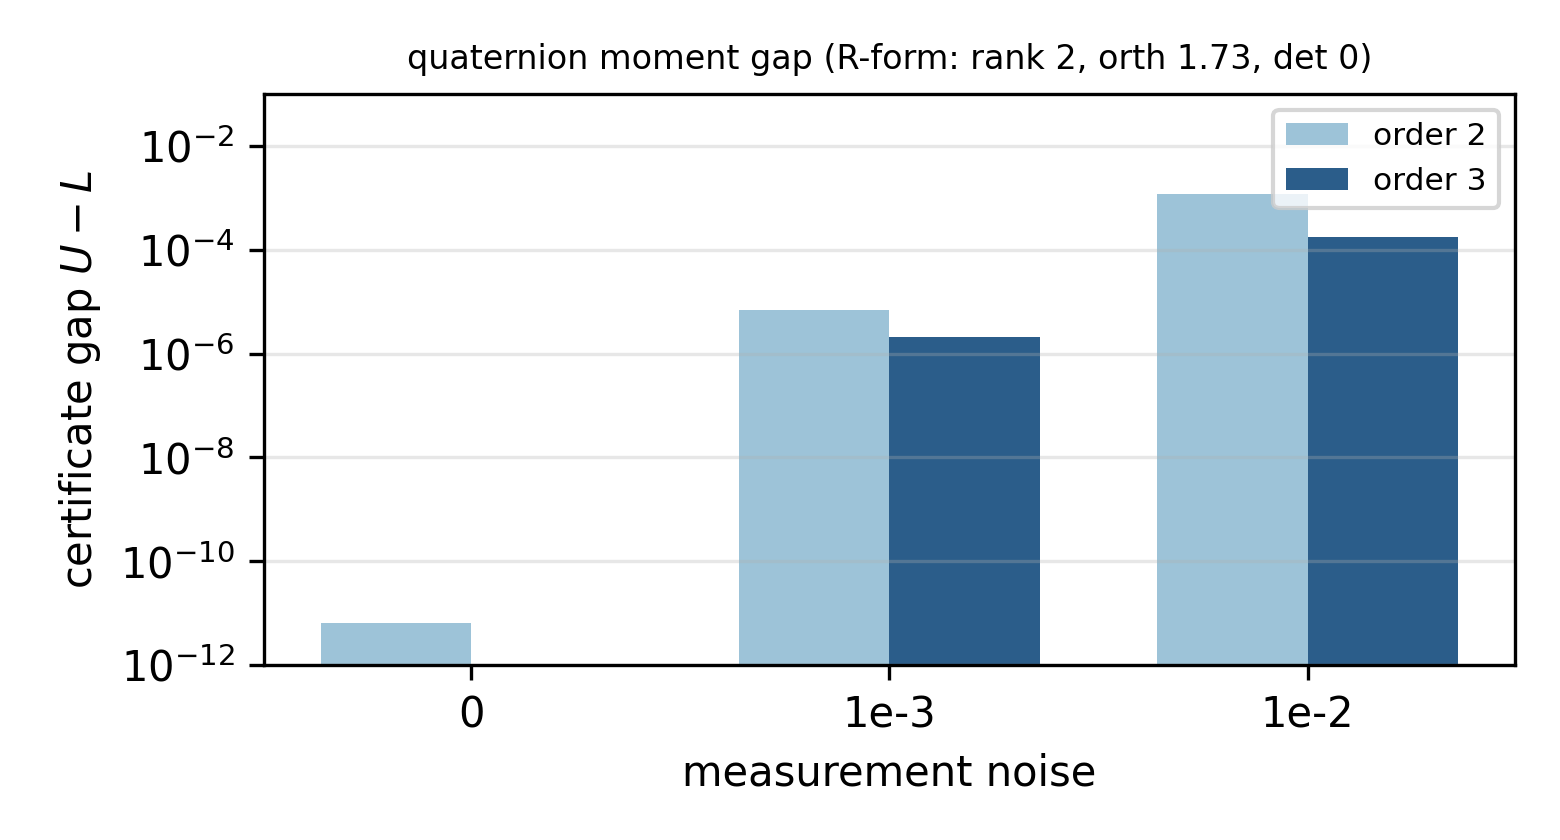 quaternion moment gap (R-form: rank 2, orth 1.73, det 0)
certificate gap U − L
10⁻²
10⁻⁴
10⁻⁶
10⁻⁸
10⁻¹⁰
10⁻¹²
order 2
order 3
0
1e-3
1e-2
measurement noise